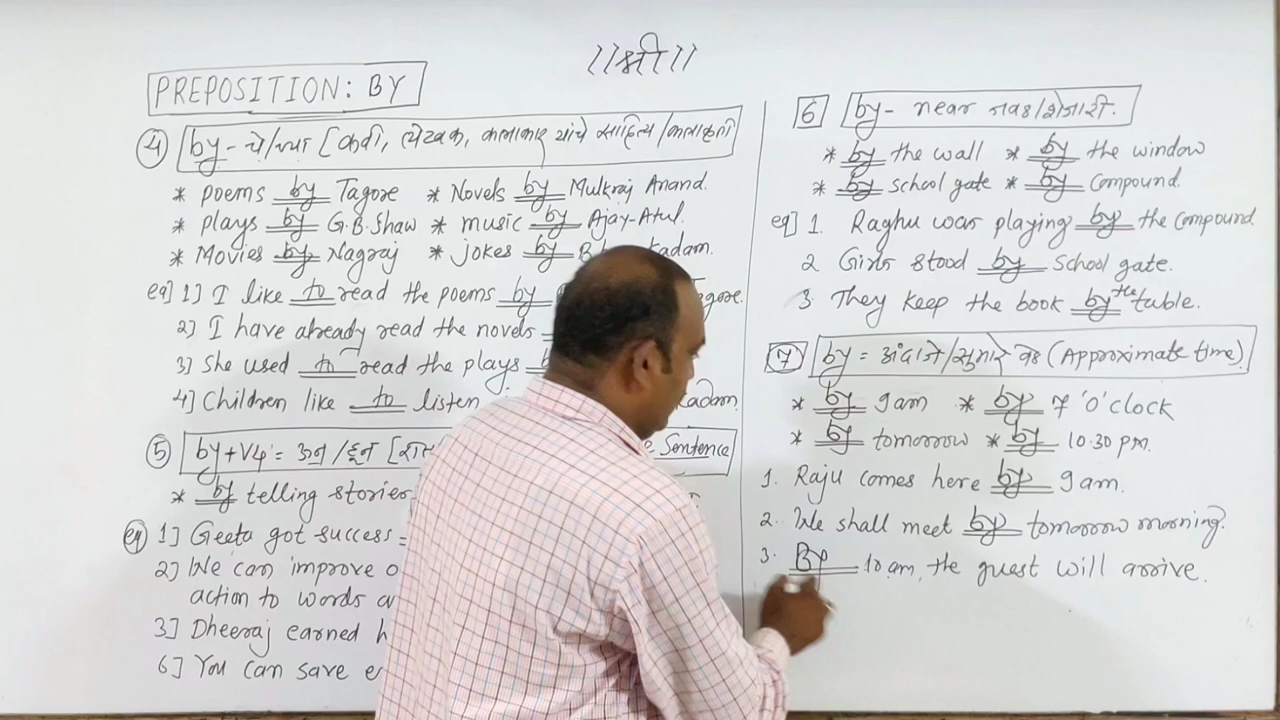 ||श्री||
PREPOSITION: BY
4 by - चे/च्या [कवी, लेखक, कलाकार यांचे साहित्य/कलाकृती
* poems by Tagore * Novels by Mulkraj Anand.
* plays by G.B.Shaw * music by Ajay-Atul.
* Movies by Nagraj * jokes by
eg] 1] I like to read the poems by
2] I have already read the novels
3] She used to read the plays
4] Children like to listen
5 by+V4 = ऊन/हून Sentence
* by telling stories
eg 1] Geeta got success =
2] We can improve
action to words
3] Dheeraj earned
6] You can save
6 by - near जवळ/शेजारी.
* by the wall * by the window
* by school gate * by compound.
eg] 1. Raghu was playing by the compound
2 Girls stood by school gate.
3. They keep the book by the table.
7 by = अंदाजे/सुमारे वेळ (Approximate time)
* by 9am * by 7 'O'clock
* by tomorrow * by 10.30 pm.
1. Raju comes here by 9am.
2. We shall meet by tomorrow morning.
3. By 10 am, the guest will arrive.